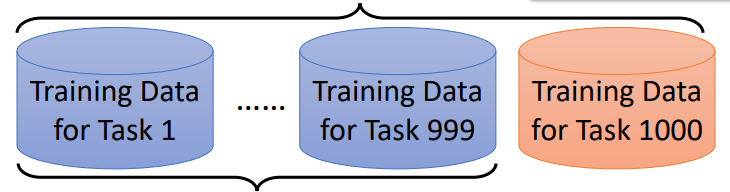 Training Data
for Task 1
......
Training Data
for Task 999
Training Data
for Task 1000